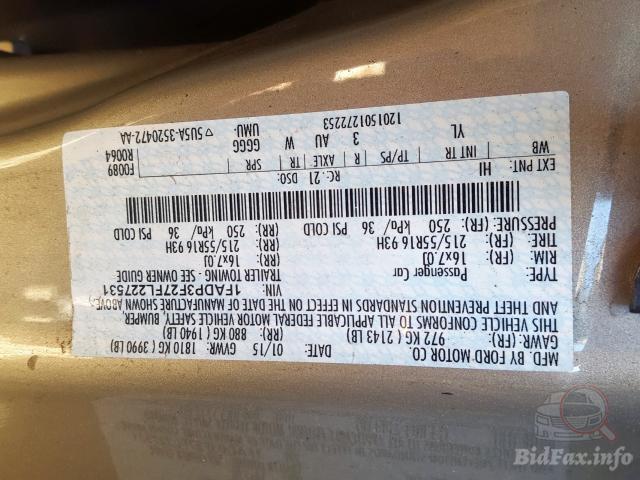 MFD. BY FORD MOTOR CO.
DATE: 01/15 GVWR: 1810 KG ( 3990 LB)
GAWR: (FR): 972 KG ( 2143 LB) (RR): 880 KG ( 1940 LB)
THIS VEHICLE CONFORMS TO ALL APPLICABLE FEDERAL MOTOR VEHICLE SAFETY, BUMPER,
AND THEFT PREVENTION STANDARDS IN EFFECT ON THE DATE OF MANUFACTURE SHOWN ABOVE.
VIN: 1FADP3F27FL227531
TYPE: Passenger Car TRAILER TOWING- SEE OWNER GUIDE
RIM: (FR): 16x7.0J (RR): 16x7.0J
TIRE: (FR): 215/55R16 93H (RR): 215/55R16 93H
PRESSURE: (FR): 250 kPa/ 36 PSI COLD (RR): 250 kPa/ 36 PSI COLD
EXT PNT: HI RC: 21 DSO: F0089
WB INT TR TP/PS R AXLE TR SPR R0064
YL 3 AU W GGGG
UMU- ▽5U5A-3520472-AA
1201501272253
BidFax.info